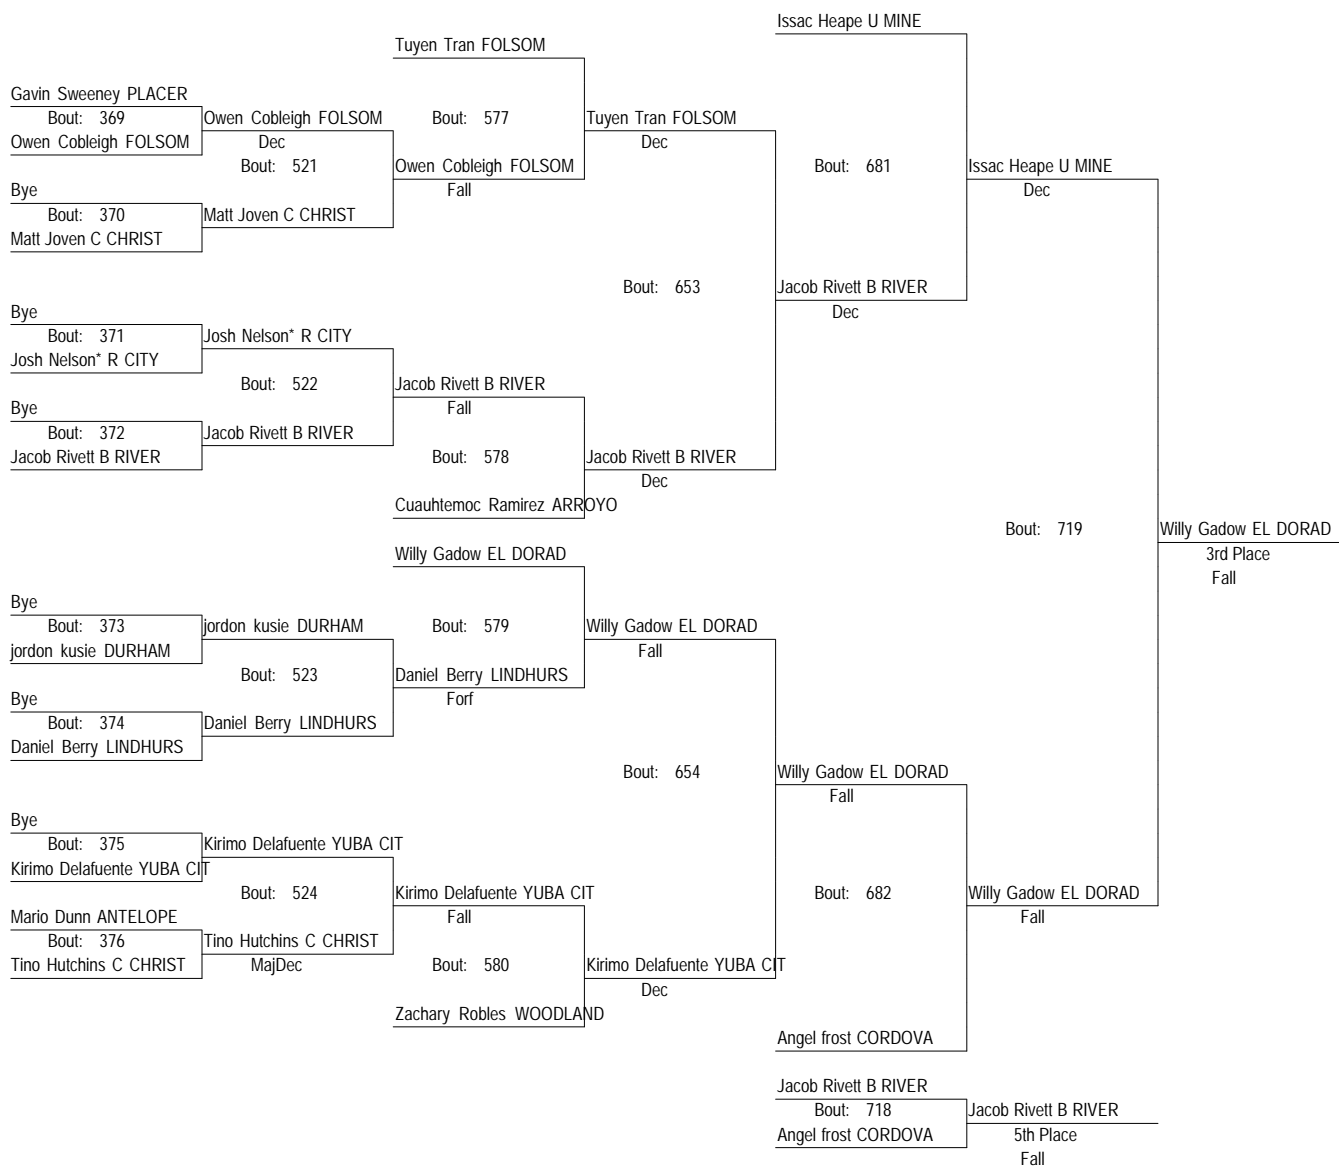 Issac Heape U MINE
Tuyen Tran FOLSOM
Gavin Sweeney PLACER
Bout: 369
Owen Cobleigh FOLSOM
Owen Cobleigh FOLSOM
Dec
Bout: 577
Tuyen Tran FOLSOM
Dec
Bout: 521
Owen Cobleigh FOLSOM
Fall
Bout: 681
Issac Heape U MINE
Dec
Bye
Bout: 370
Matt Joven C CHRIST
Matt Joven C CHRIST
Bout: 653
Jacob Rivett B RIVER
Dec
Bye
Bout: 371
Josh Nelson* R CITY
Josh Nelson* R CITY
Bout: 522
Jacob Rivett B RIVER
Fall
Bye
Bout: 372
Jacob Rivett B RIVER
Jacob Rivett B RIVER
Bout: 578
Jacob Rivett B RIVER
Dec
Cuauhtemoc Ramirez ARROYO
Bout: 719
Willy Gadow EL DORAD
3rd Place
Fall
Willy Gadow EL DORAD
Bye
Bout: 373
jordon kusie DURHAM
jordon kusie DURHAM
Bout: 579
Willy Gadow EL DORAD
Fall
Bout: 523
Daniel Berry LINDHURS
Forf
Bye
Bout: 374
Daniel Berry LINDHURS
Daniel Berry LINDHURS
Bout: 654
Willy Gadow EL DORAD
Fall
Bye
Bout: 375
Kirimo Delafuente YUBA CIT
Kirimo Delafuente YUBA CIT
Bout: 524
Kirimo Delafuente YUBA CIT
Fall
Bout: 682
Willy Gadow EL DORAD
Fall
Mario Dunn ANTELOPE
Bout: 376
Tino Hutchins C CHRIST
Tino Hutchins C CHRIST
MajDec
Bout: 580
Kirimo Delafuente YUBA CIT
Dec
Zachary Robles WOODLAND
Angel frost CORDOVA
Jacob Rivett B RIVER
Bout: 718
Angel frost CORDOVA
Jacob Rivett B RIVER
5th Place
Fall